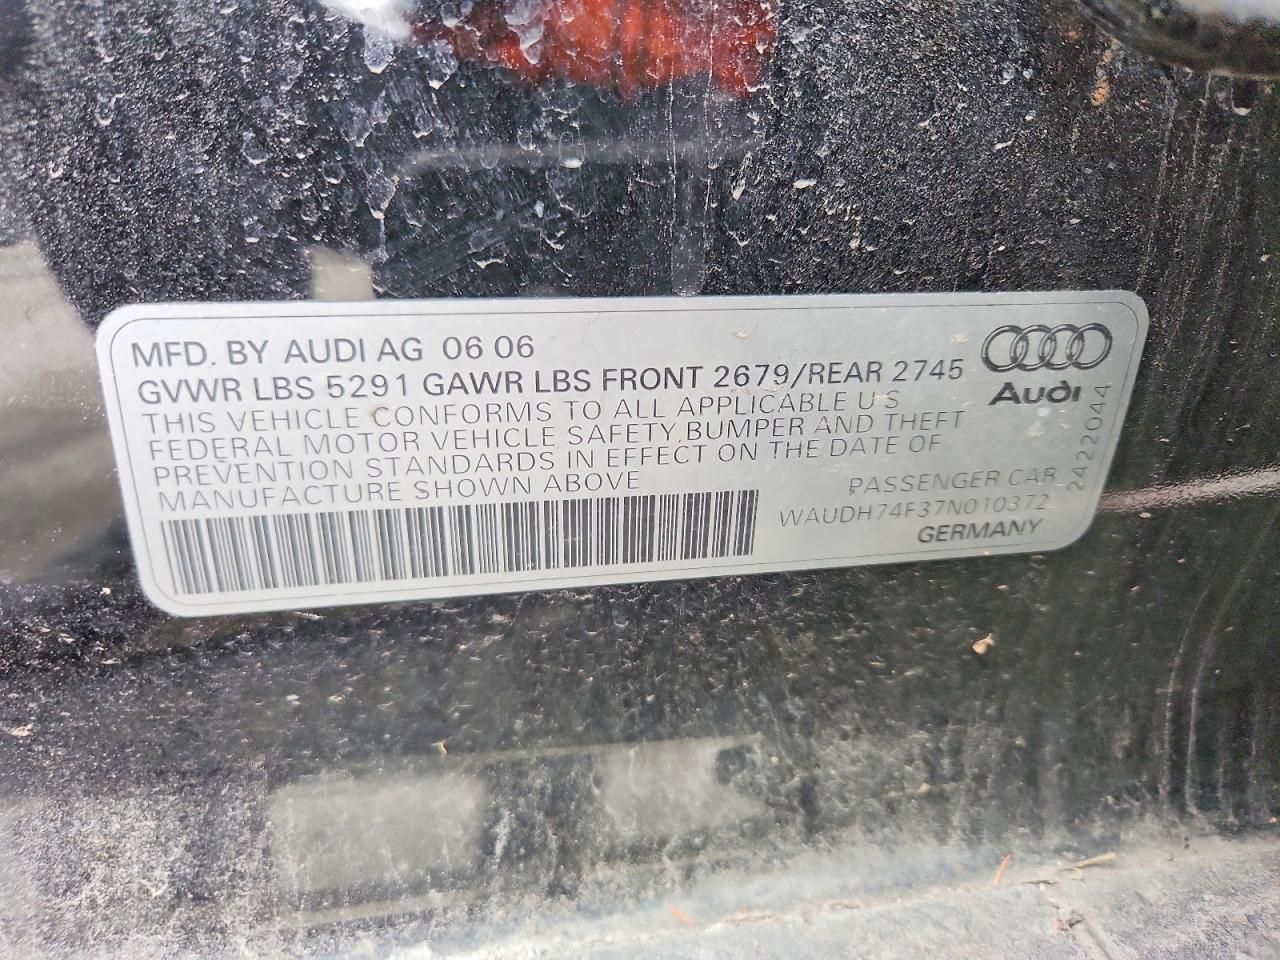 MFD. BY AUDI AG 06 06
GVWR LBS 5291 GAWR LBS FRONT 2679/REAR 2745
THIS VEHICLE CONFORMS TO ALL APPLICABLE U S
FEDERAL MOTOR VEHICLE SAFETY, BUMPER AND THEFT
PREVENTION STANDARDS IN EFFECT ON THE DATE OF
MANUFACTURE SHOWN ABOVE
PASSENGER CAR
WAUDH74F37N010372
GERMANY
Audi
2422044